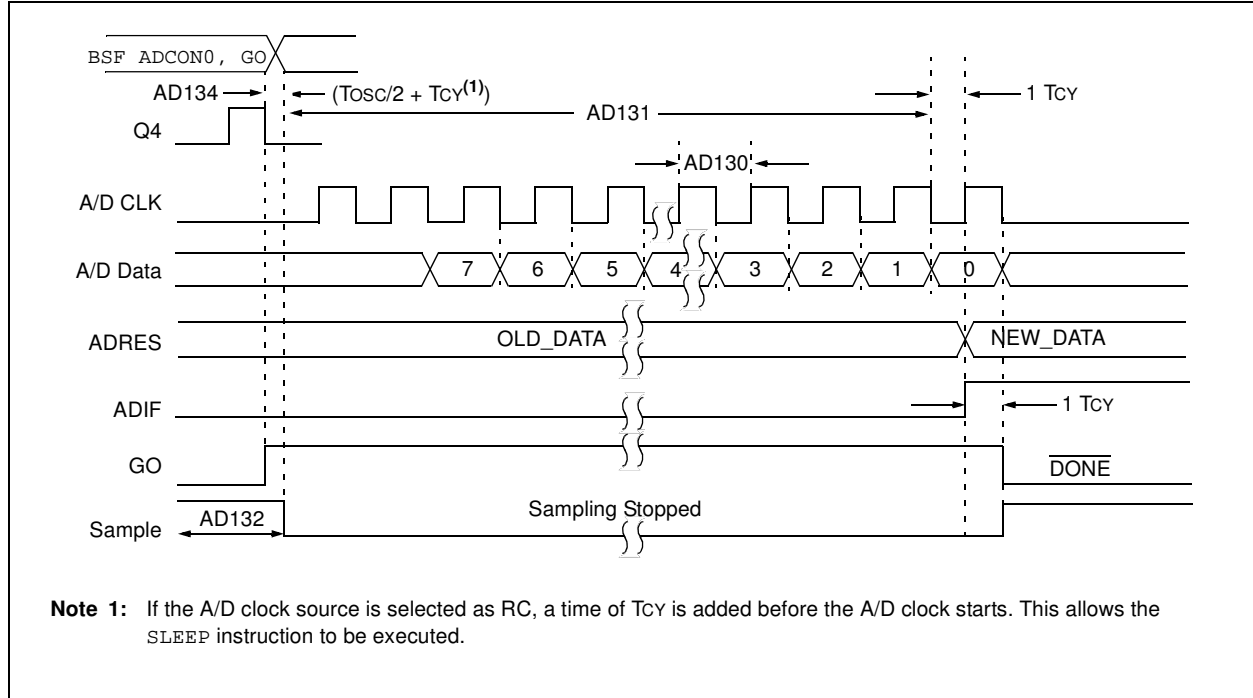 BSF ADCON0, GO
AD134
(TOSC/2 + TCY(1))
1 TCY
AD131
Q4
AD130
A/D CLK
A/D Data
7 6 5 4 3 2 1 0
ADRES
OLD_DATA
NEW_DATA
ADIF
1 TCY
GO
DONE
Sample
AD132
Sampling Stopped
Note 1: If the A/D clock source is selected as RC, a time of TCY is added before the A/D clock starts. This allows the
SLEEP instruction to be executed.